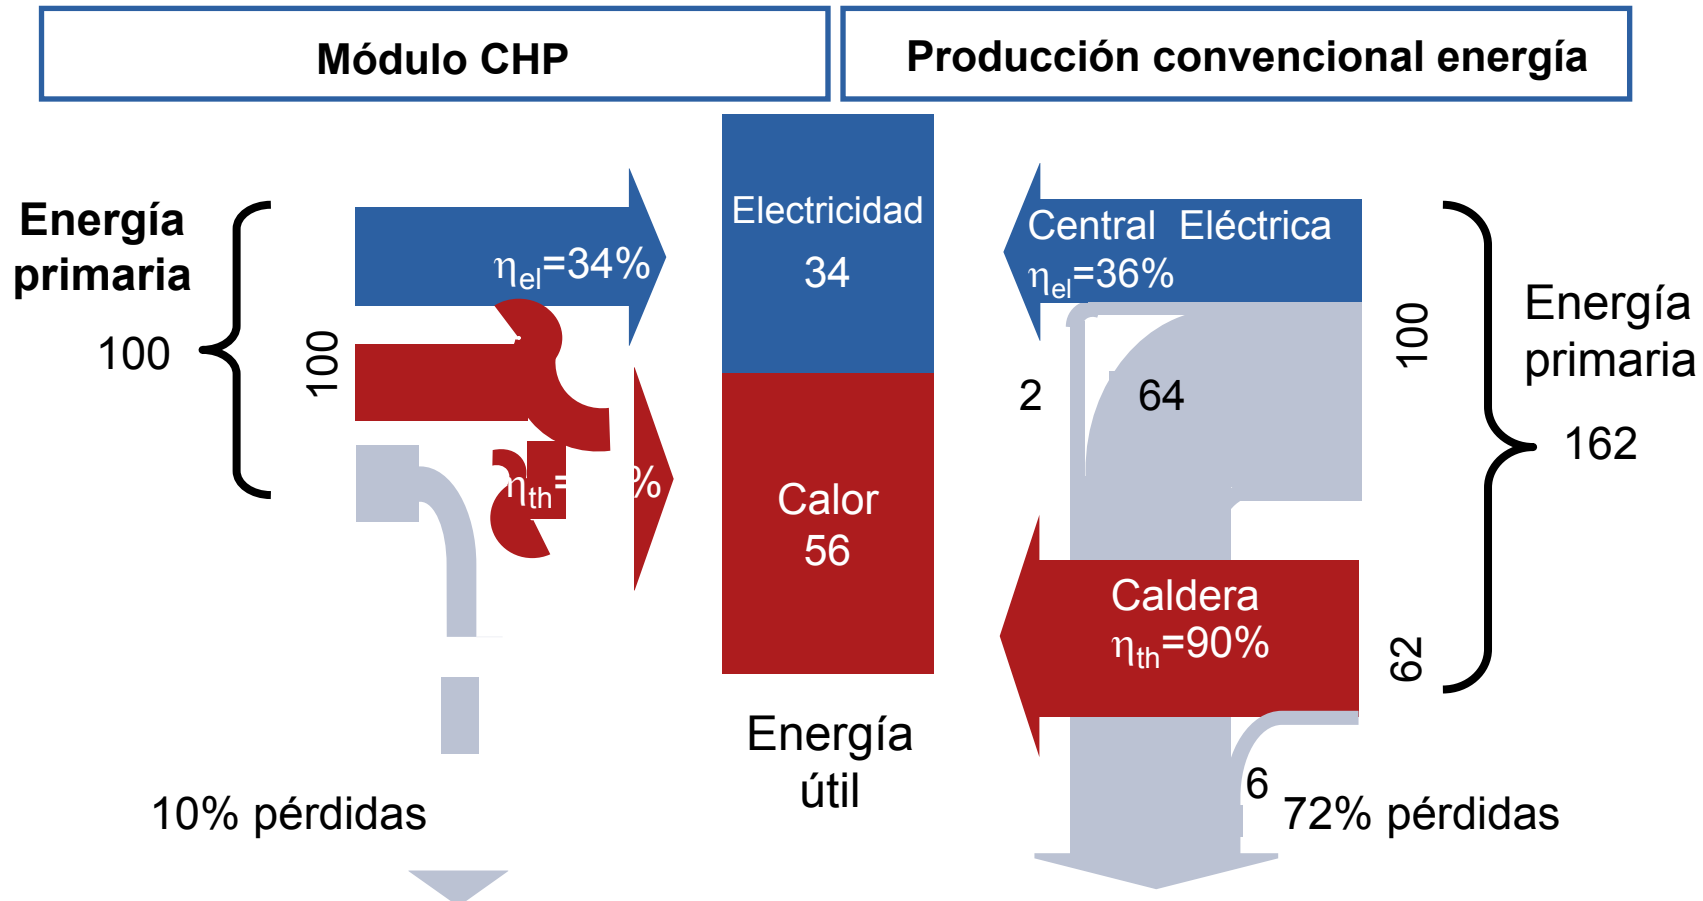 Módulo CHP
Producción convencional energía
Energía
primaria
100
100
ηel=34%
ηth= %
10% pérdidas
Electricidad
34
Calor
56
Energía
útil
Central Eléctrica
ηel=36%
2
64
100
Caldera
ηth=90%
62
6
72% pérdidas
Energía
primaria
162